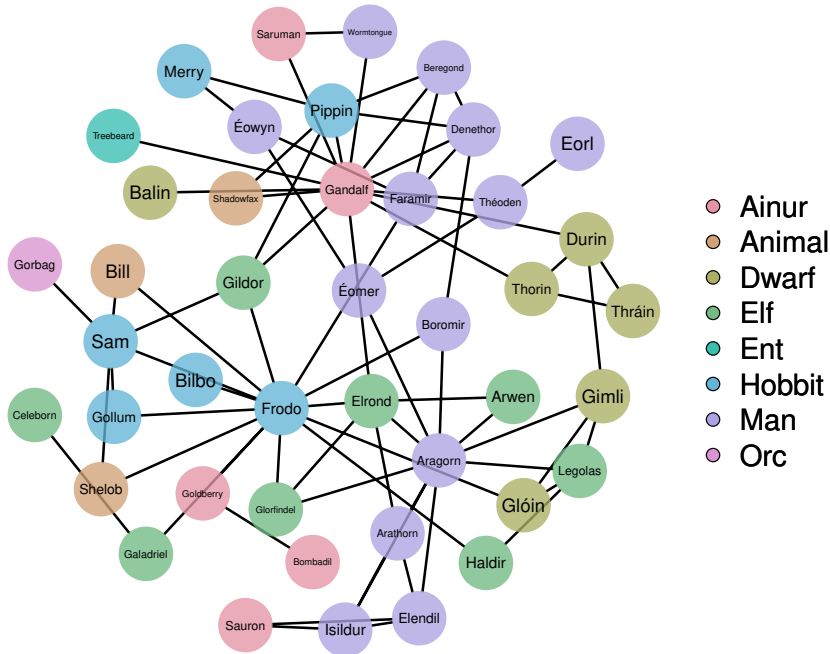 Saruman
Wormtongue
Merry
Beregond
Pippin
Éowyn
Denethor
Treebeard
Eorl
Balin
Shadowfax
Gandalf
Faramir
Théoden
Durin
Gorbag
Bill
Gildor
Éomer
Thorin
Thráin
Boromir
Sam
Bilbo
Celeborn
Gollum
Frodo
Elrond
Arwen
Gimli
Aragorn
Legolas
Shelob
Goldberry
Glorfindel
Glóin
Galadriel
Arathorn
Bombadil
Haldir
Sauron
Isildur
Elendil
Ainur
Animal
Dwarf
Elf
Ent
Hobbit
Man
Orc